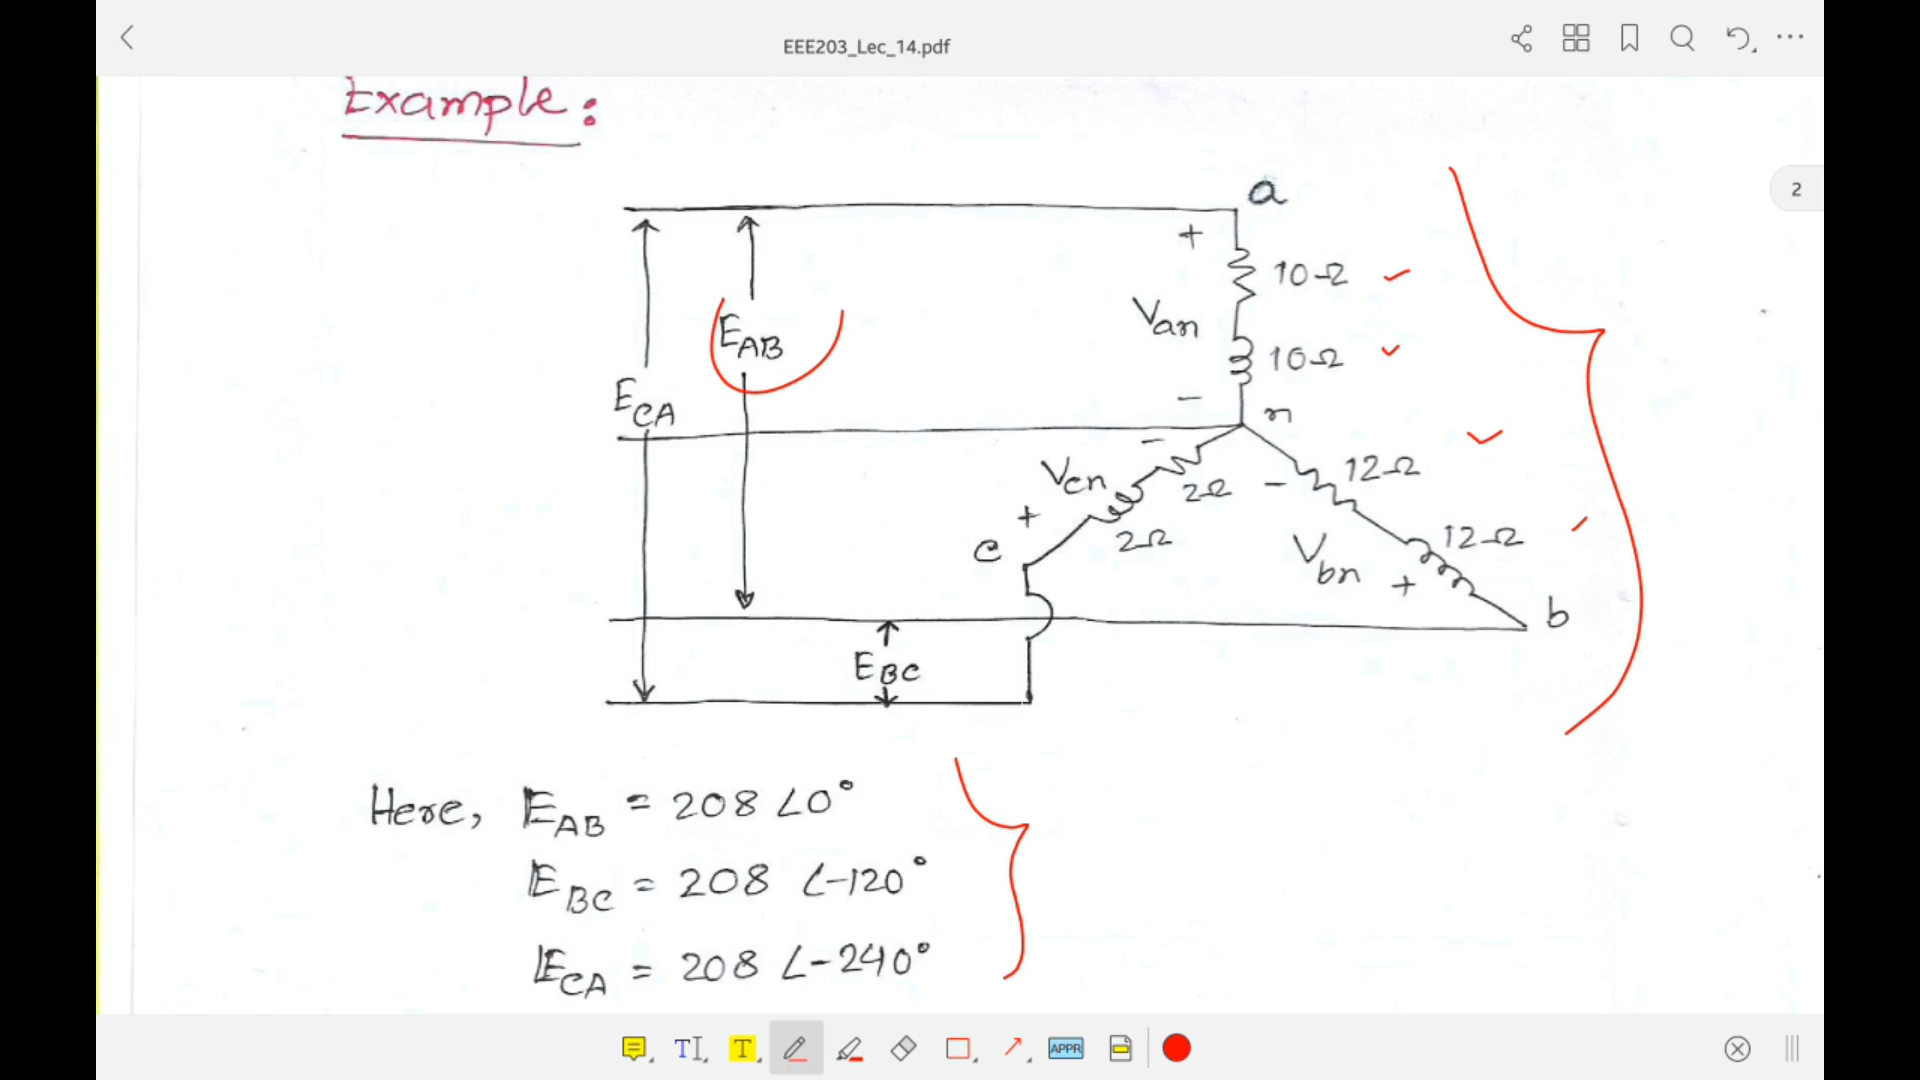 EEE203_Lec_14.pdf
Example:
2
a
+
10Ω
Van
EAB
10Ω
ECA
-
n
-
Vcn
12Ω
2Ω
-
+
2Ω
12Ω
c
Vbn
+
b
EBC
Here, EAB = 208 ∠0°
EBC = 208 ∠-120°
ECA = 208 ∠-240°
TI
T
APPR